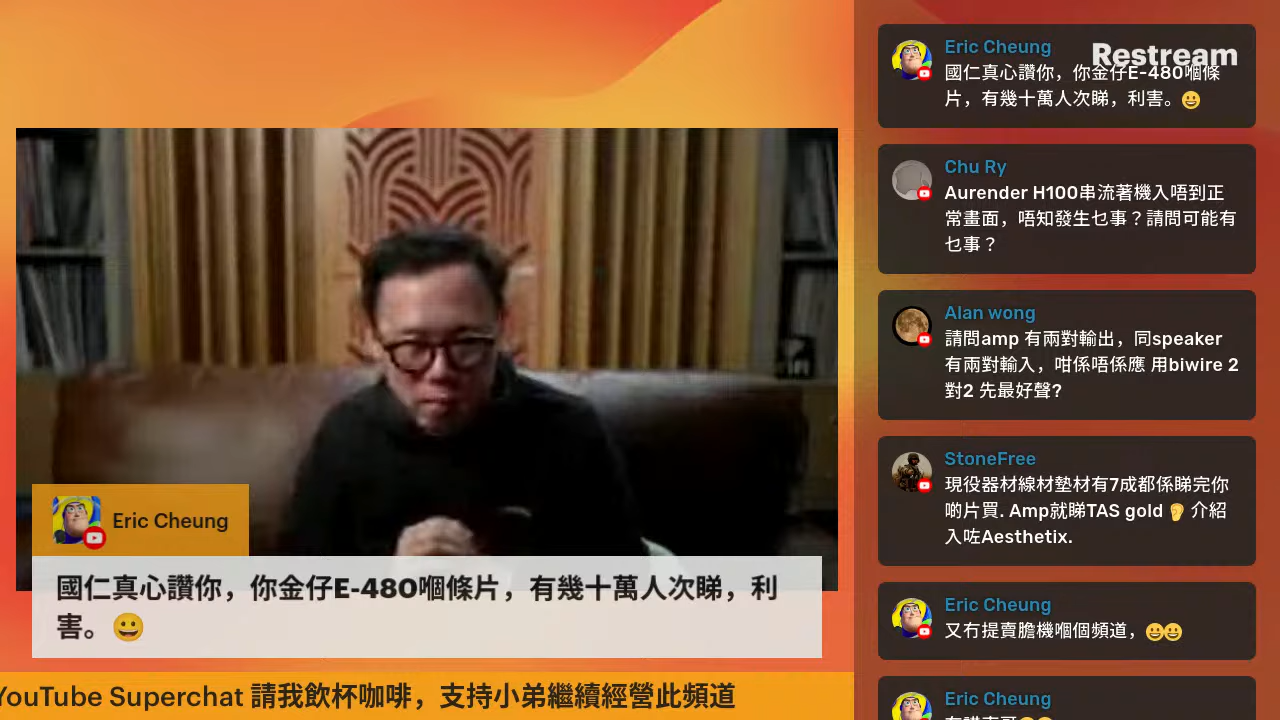 Eric Cheung
國仁真心讚你，你金仔E-480嗰條片，有幾十萬人次睇，利
害。😀
YouTube Superchat 請我飲杯咖啡，支持小弟繼續經營此頻道
Restream
Eric Cheung
國仁真心讚你，你金仔E-480嗰條
片，有幾十萬人次睇，利害。😀
Chu Ry
Aurender H100串流著機入唔到正
常畫面，唔知發生乜事？請問可能有
乜事？
Alan wong
請問amp 有兩對輸出，同speaker
有兩對輸入，咁係唔係應 用biwire 2
對2 先最好聲?
StoneFree
現役器材線材墊材有7成都係睇完你
啲片買. Amp就睇TAS gold 👂 介紹
入咗Aesthetix.
Eric Cheung
又冇提賣膽機嗰個頻道，😀😀
Eric Cheung